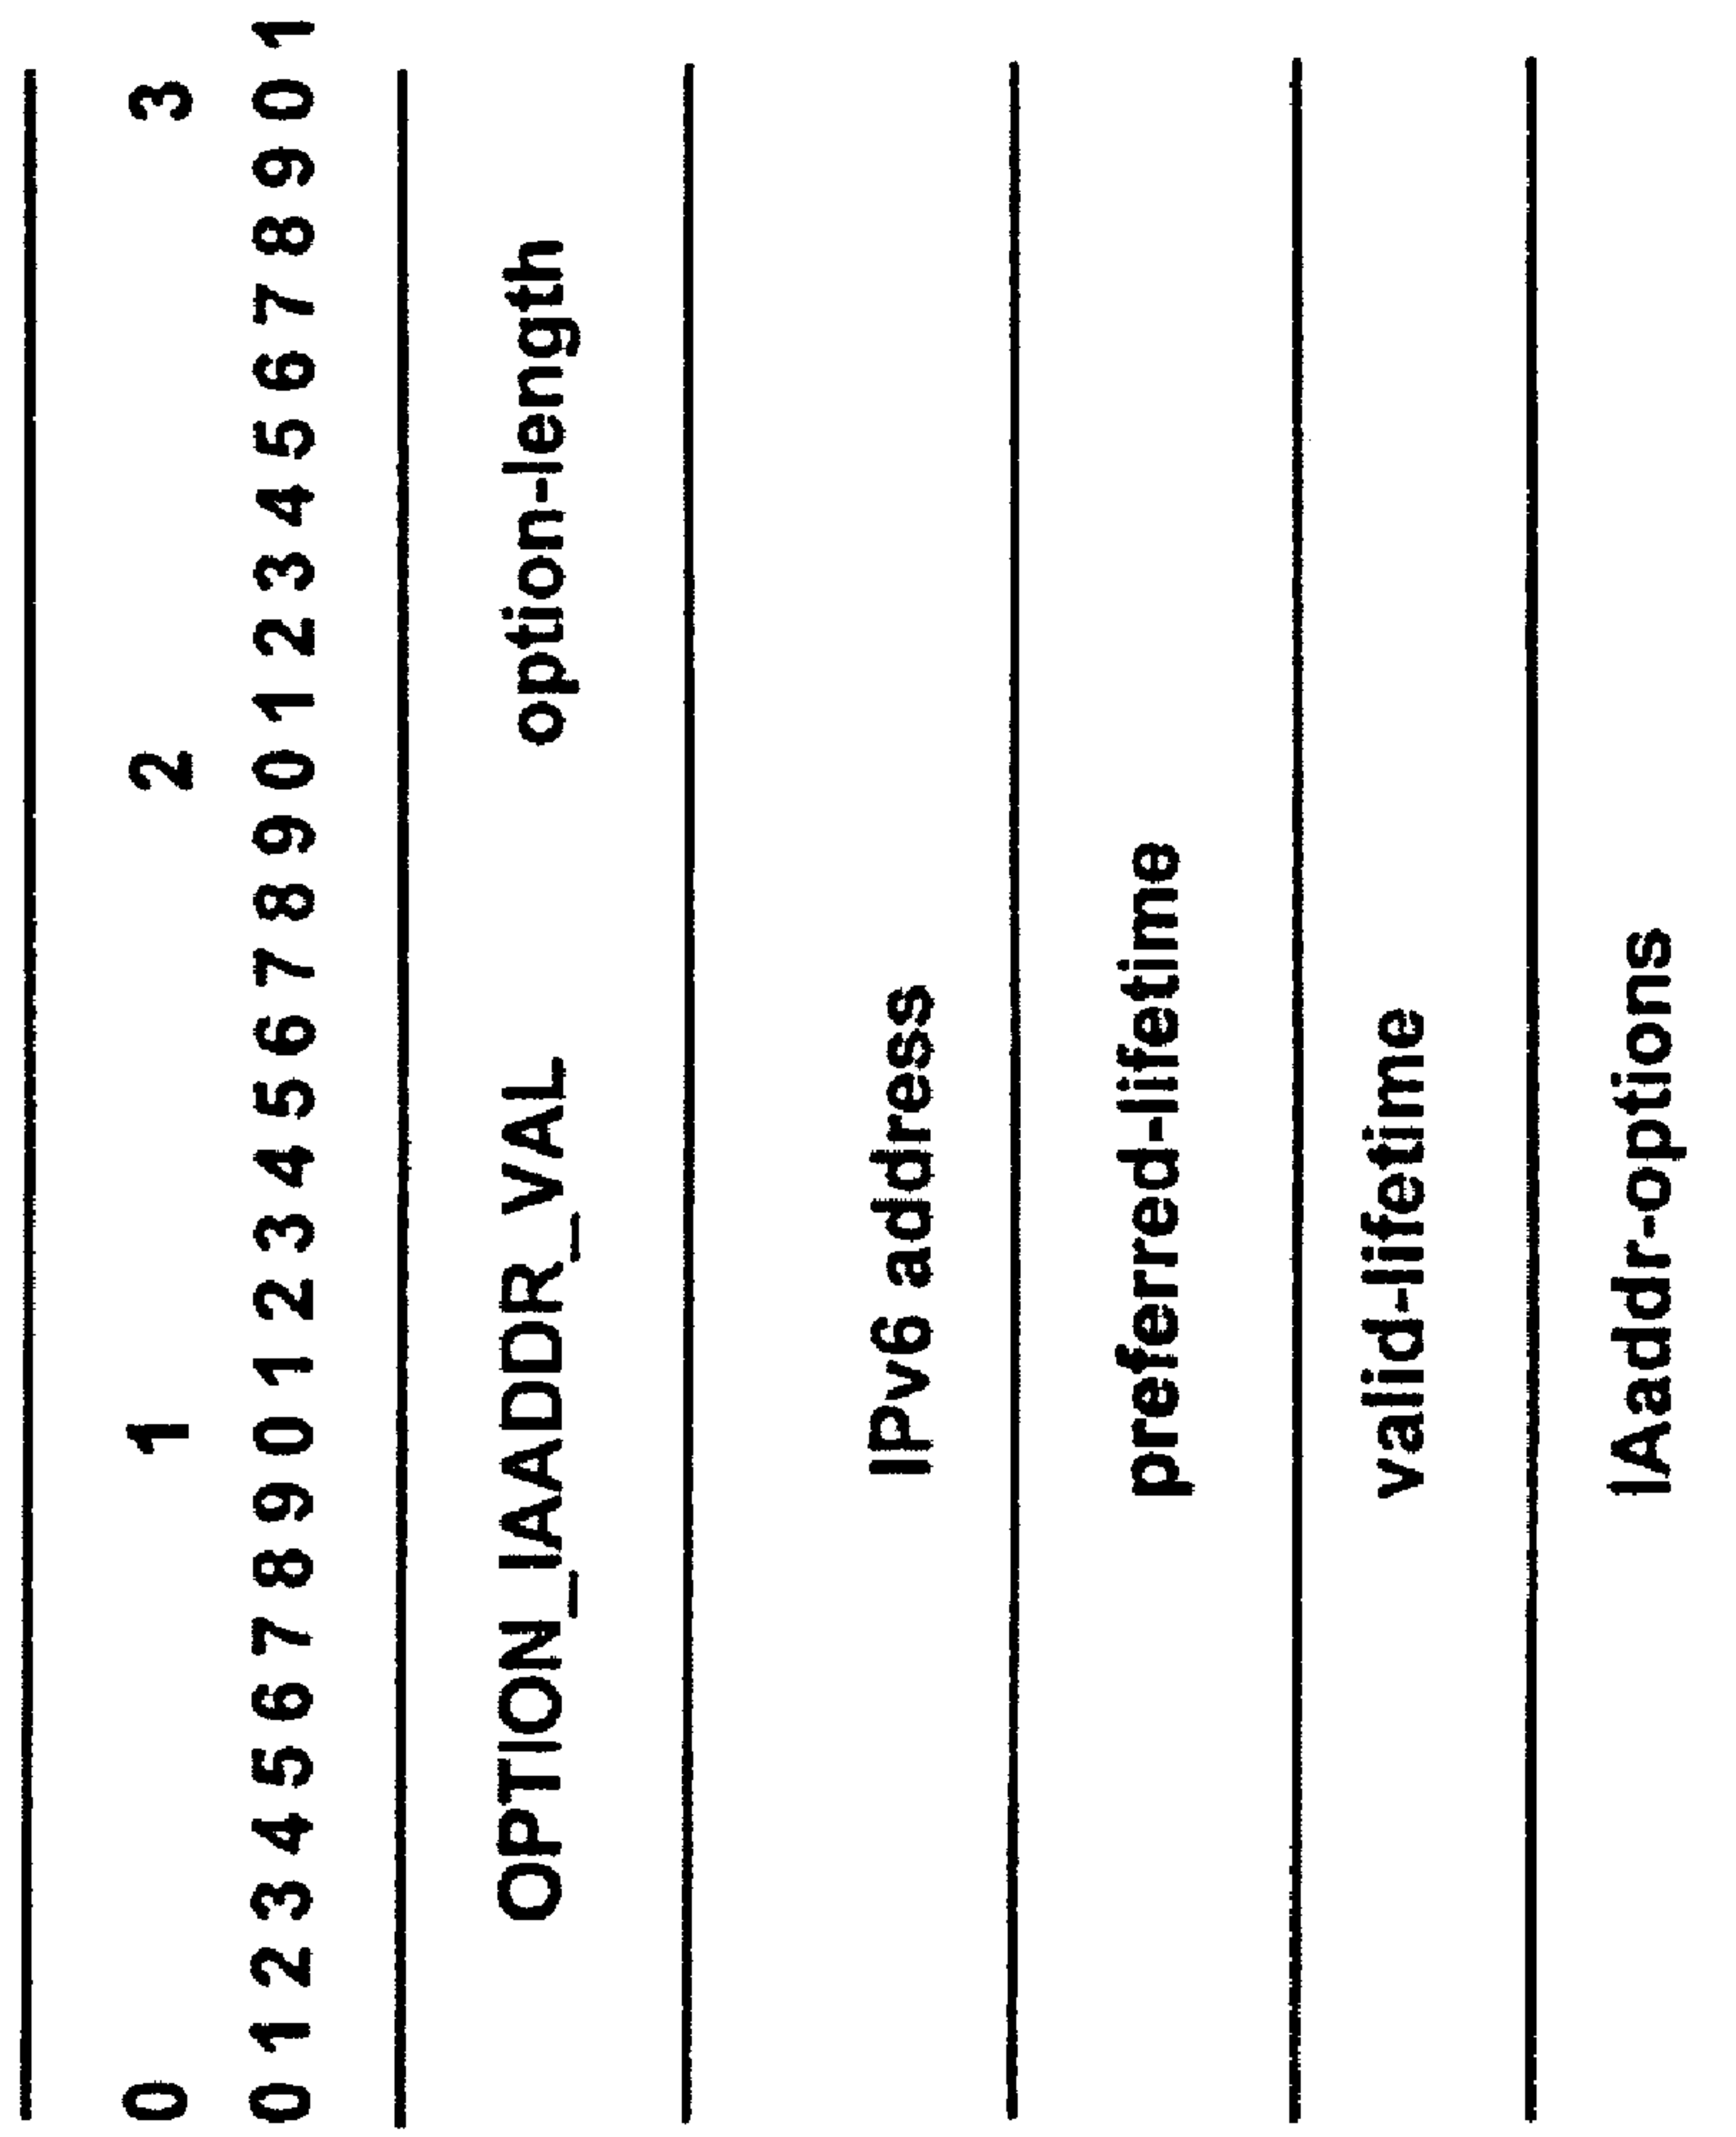 0 1 2 3
0 1 2 3 4 5 6 7 8 9 0 1 2 3 4 5 6 7 8 9 0 1 2 3 4 5 6 7 8 9 0 1
OPTION_IAADDR_VAL option-length
IPv6 address
preferred-lifetime
valid-lifetime
IAaddr-options